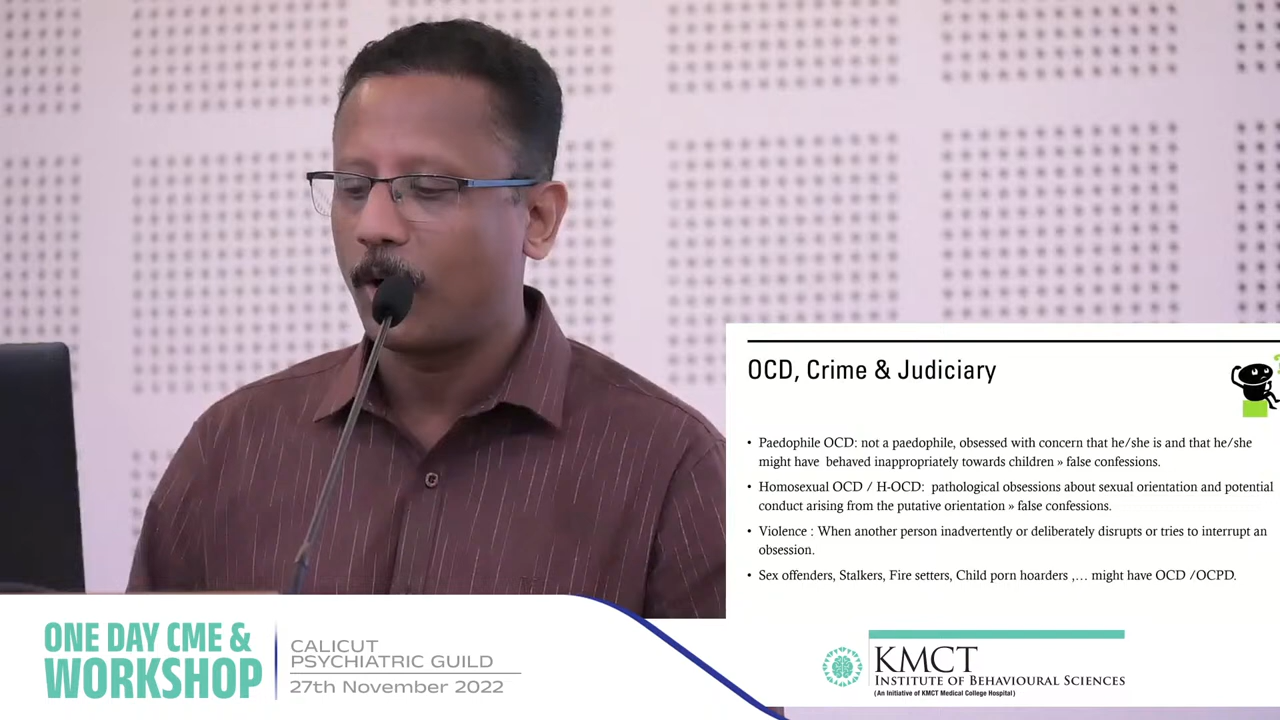 OCD, Crime & Judiciary
• Paedophile OCD: not a paedophile, obsessed with concern that he/she is and that he/she
might have behaved inappropriately towards children » false confessions.
• Homosexual OCD / H-OCD: pathological obsessions about sexual orientation and potential
conduct arising from the putative orientation » false confessions.
• Violence : When another person inadvertently or deliberately disrupts or tries to interrupt an
obsession.
• Sex offenders, Stalkers, Fire setters, Child porn hoarders ,… might have OCD /OCPD.
ONE DAY CME &
WORKSHOP
CALICUT
PSYCHIATRIC GUILD
27th November 2022
KMCT
INSTITUTE OF BEHAVIOURAL SCIENCES
(An Initiative of KMCT Medical College Hospital)